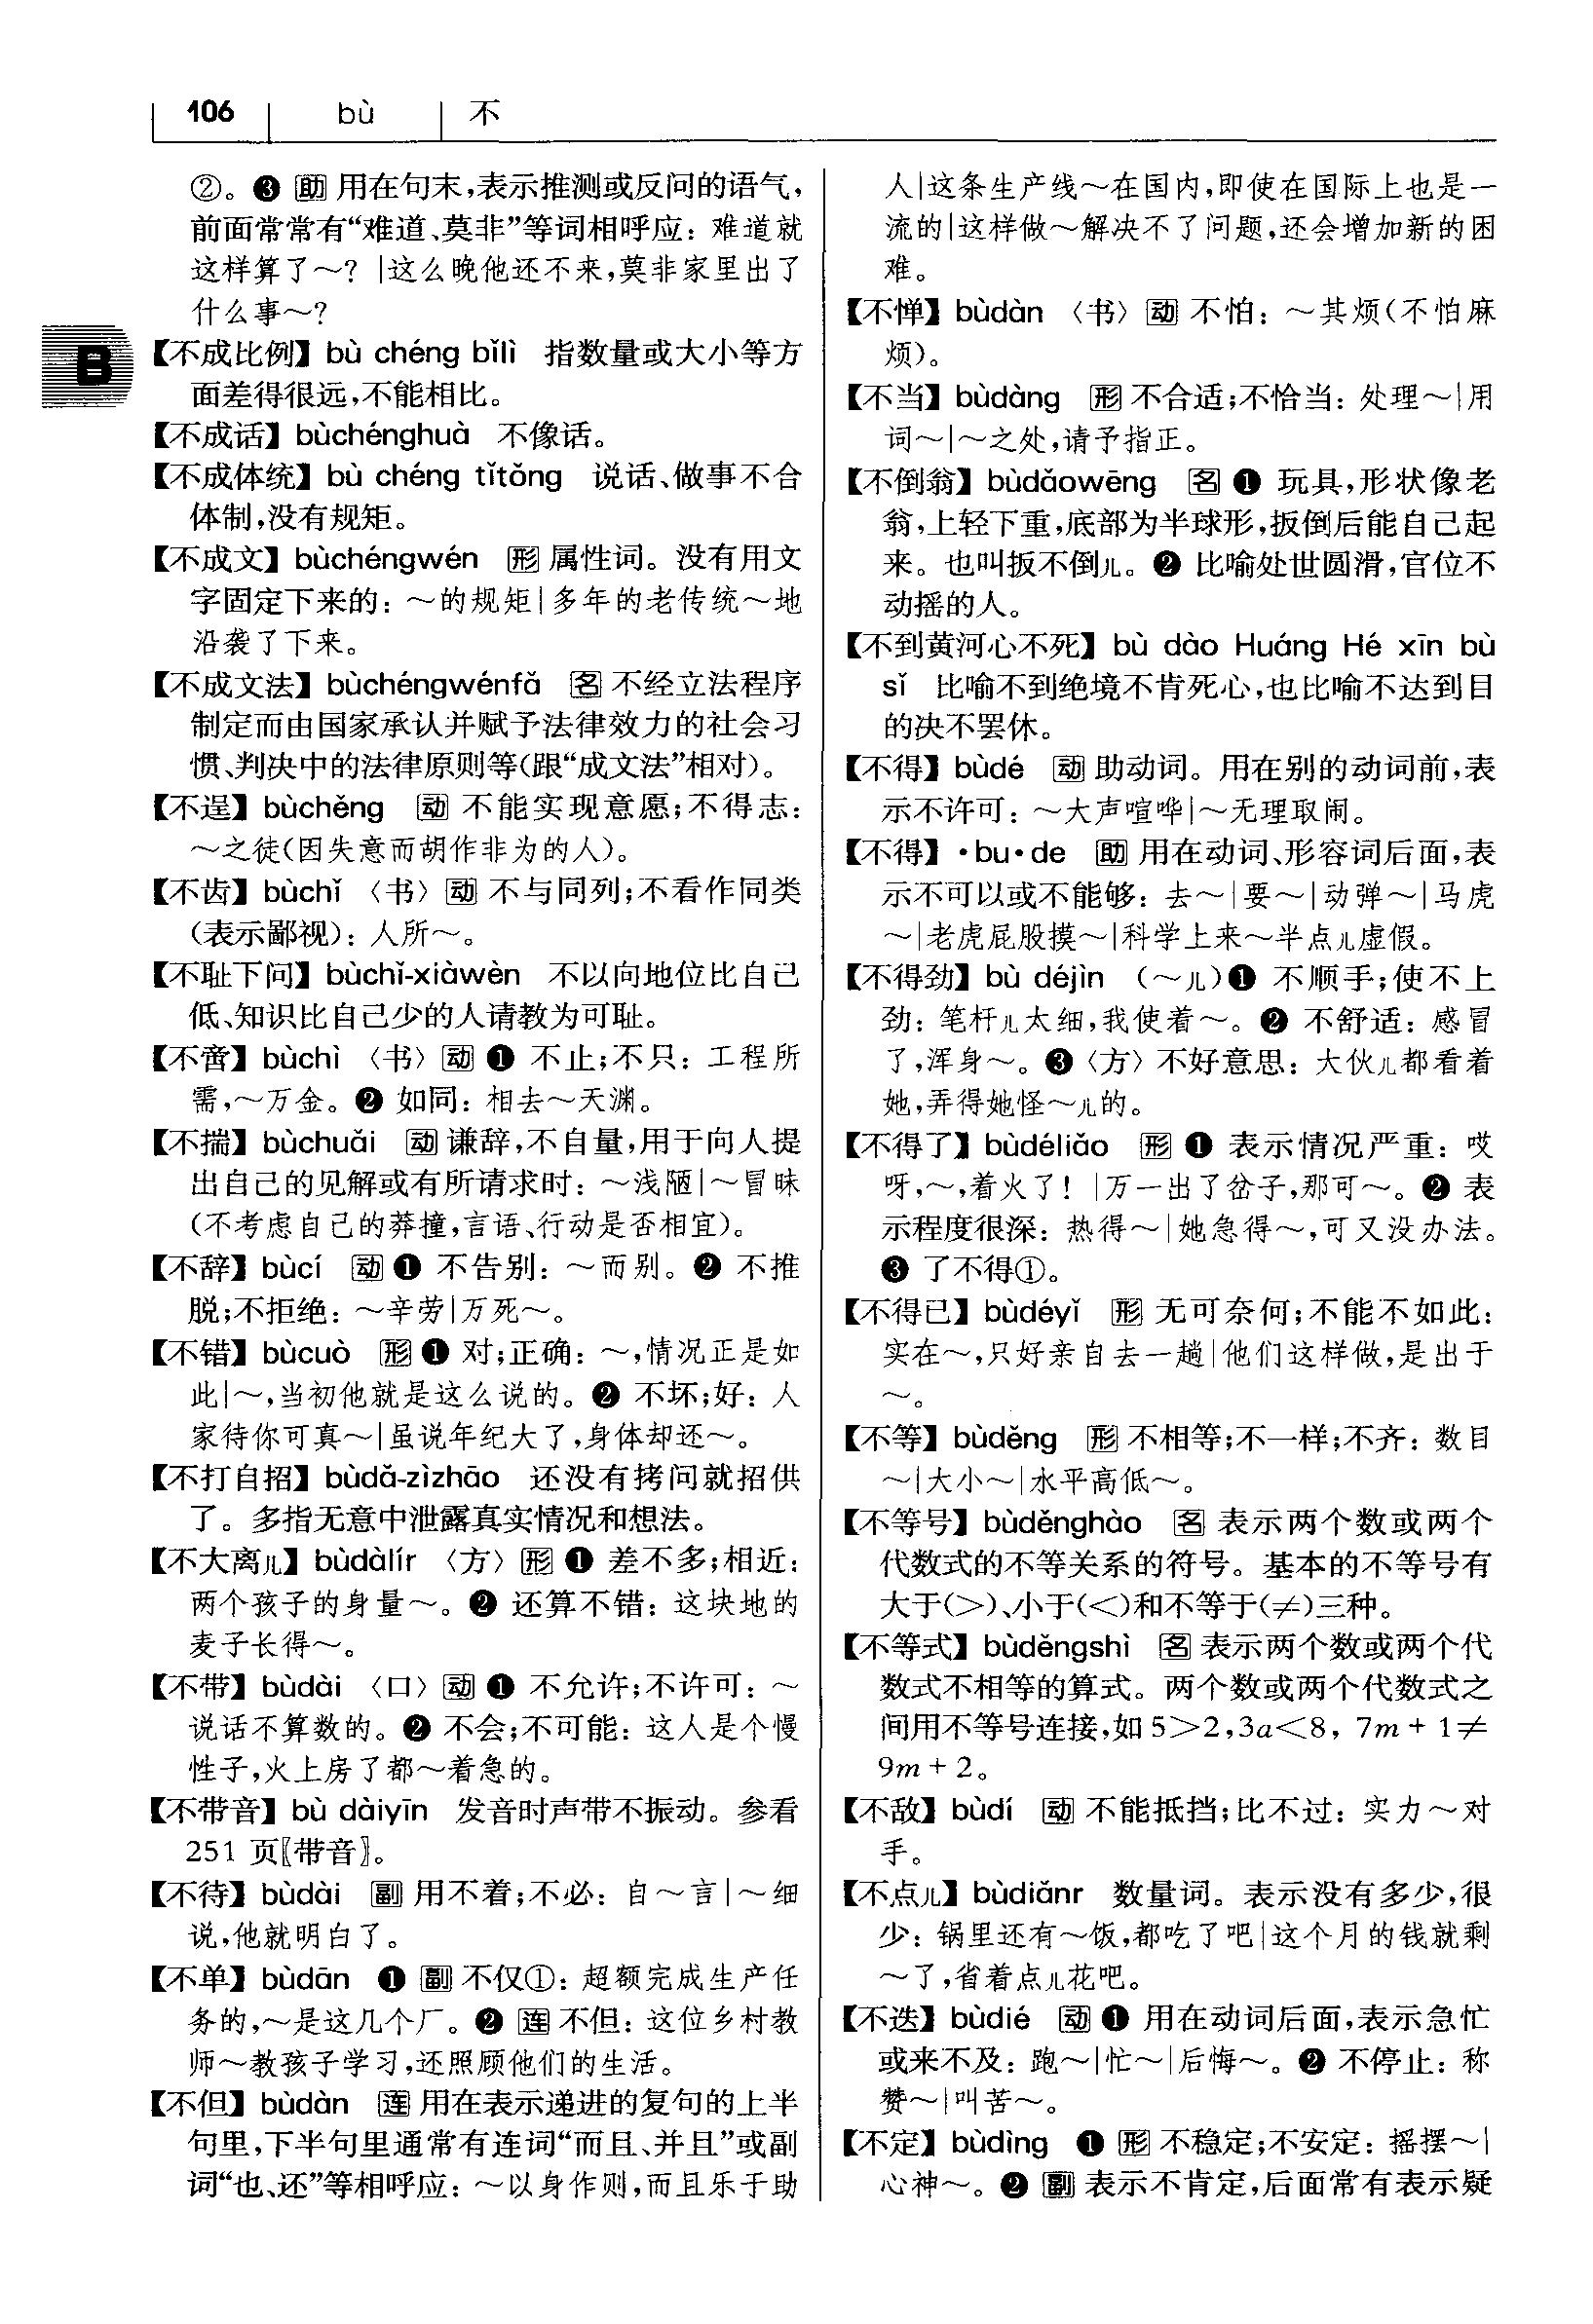 106 bù 不
②。❸ 助 用在句末,表示推测或反问的语气,
前面常常有“难道、莫非”等词相呼应:难道就
这样算了～?|这么晚他还不来,莫非家里出了
什么事～?
B
【不成比例】bù chéng bǐlì 指数量或大小等方
面差得很远,不能相比。
【不成话】bùchénghuà 不像话。
【不成体统】bù chéng tǐtǒng 说话、做事不合
体制,没有规矩。
【不成文】bùchéngwén 形 属性词。没有用文
字固定下来的:～的规矩|多年的老传统～地
沿袭了下来。
【不成文法】bùchéngwénfǎ 名 不经立法程序
制定而由国家承认并赋予法律效力的社会习
惯、判决中的法律原则等(跟“成文法”相对)。
【不逞】bùchěng 动 不能实现意愿;不得志:
～之徒(因失意而胡作非为的人)。
【不齿】bùchǐ 〈书〉动 不与同列;不看作同类
(表示鄙视):人所～。
【不耻下问】bùchǐ-xiàwèn 不以向地位比自己
低、知识比自己少的人请教为可耻。
【不啻】bùchì 〈书〉动 ❶ 不止;不只:工程所
需,～万金。❷ 如同:相去～天渊。
【不揣】bùchuǎi 动 谦辞,不自量,用于向人提
出自己的见解或有所请求时:～浅陋|～冒昧
(不考虑自己的莽撞,言语、行动是否相宜)。
【不辞】bùcí 动 ❶ 不告别:～而别。❷ 不推
脱;不拒绝:～辛劳|万死～。
【不错】bùcuò 形 ❶ 对;正确:～,情况正是如
此|～,当初他就是这么说的。❷ 不坏;好:人
家待你可真～|虽说年纪大了,身体却还～。
【不打自招】bùdǎ-zìzhāo 还没有拷问就招供
了。多指无意中泄露真实情况和想法。
【不大离儿】bùdàlír 〈方〉形 ❶ 差不多;相近:
两个孩子的身量～。❷ 还算不错:这块地的
麦子长得～。
【不带】bùdài 〈口〉动 ❶ 不允许;不许可:～
说话不算数的。❷ 不会;不可能:这人是个慢
性子,火上房了都～着急的。
【不带音】bù dàiyīn 发音时声带不振动。参看
251 页〖带音〗。
【不待】bùdài 副 用不着;不必:自～言|～细
说,他就明白了。
【不单】bùdān ❶ 副 不仅①:超额完成生产任
务的,～是这几个厂。❷ 连 不但:这位乡村教
师～教孩子学习,还照顾他们的生活。
【不但】bùdàn 连 用在表示递进的复句的上半
句里,下半句里通常有连词“而且、并且”或副
词“也、还”等相呼应:～以身作则,而且乐于助
人|这条生产线～在国内,即使在国际上也是一
流的|这样做～解决不了问题,还会增加新的困
难。
【不惮】bùdàn 〈书〉动 不怕:～其烦(不怕麻
烦)。
【不当】bùdàng 形 不合适;不恰当:处理～|用
词～|～之处,请予指正。
【不倒翁】bùdǎowēng 名 ❶ 玩具,形状像老
翁,上轻下重,底部为半球形,扳倒后能自己起
来。也叫扳不倒儿。❷ 比喻处世圆滑,官位不
动摇的人。
【不到黄河心不死】bù dào Huáng Hé xīn bù
sǐ 比喻不到绝境不肯死心,也比喻不达到目
的决不罢休。
【不得】bùdé 动 助动词。用在别的动词前,表
示不许可:～大声喧哗|～无理取闹。
【不得】·bu·de 助 用在动词、形容词后面,表
示不可以或不能够:去～|要～|动弹～|马虎
～|老虎屁股摸～|科学上来～半点儿虚假。
【不得劲】bù déjìn (～儿)❶ 不顺手;使不上
劲:笔杆儿太细,我使着～。❷ 不舒适:感冒
了,浑身～。❸〈方〉不好意思:大伙儿都看着
她,弄得她怪～儿的。
【不得了】bùdéliǎo 形 ❶ 表示情况严重:哎
呀,～,着火了!|万一出了岔子,那可～。❷ 表
示程度很深:热得～|她急得～,可又没办法。
❸ 了不得①。
【不得已】bùdéyǐ 形 无可奈何;不能不如此:
实在～,只好亲自去一趟|他们这样做,是出于
～。
【不等】bùděng 形 不相等;不一样;不齐:数目
～|大小～|水平高低～。
【不等号】bùděnghào 名 表示两个数或两个
代数式的不等关系的符号。基本的不等号有
大于(＞)、小于(＜)和不等于(≠)三种。
【不等式】bùděngshì 名 表示两个数或两个代
数式不相等的算式。两个数或两个代数式之
间用不等号连接,如 5＞2,3a＜8, 7m + 1≠
9m + 2。
【不敌】bùdí 动 不能抵挡;比不过:实力～对
手。
【不点儿】bùdiǎnr 数量词。表示没有多少,很
少:锅里还有～饭,都吃了吧|这个月的钱就剩
～了,省着点儿花吧。
【不迭】bùdié 动 ❶ 用在动词后面,表示急忙
或来不及:跑～|忙～|后悔～。❷ 不停止:称
赞～|叫苦～。
【不定】bùdìng ❶ 形 不稳定;不安定:摇摆～|
心神～。❷ 副 表示不肯定,后面常有表示疑